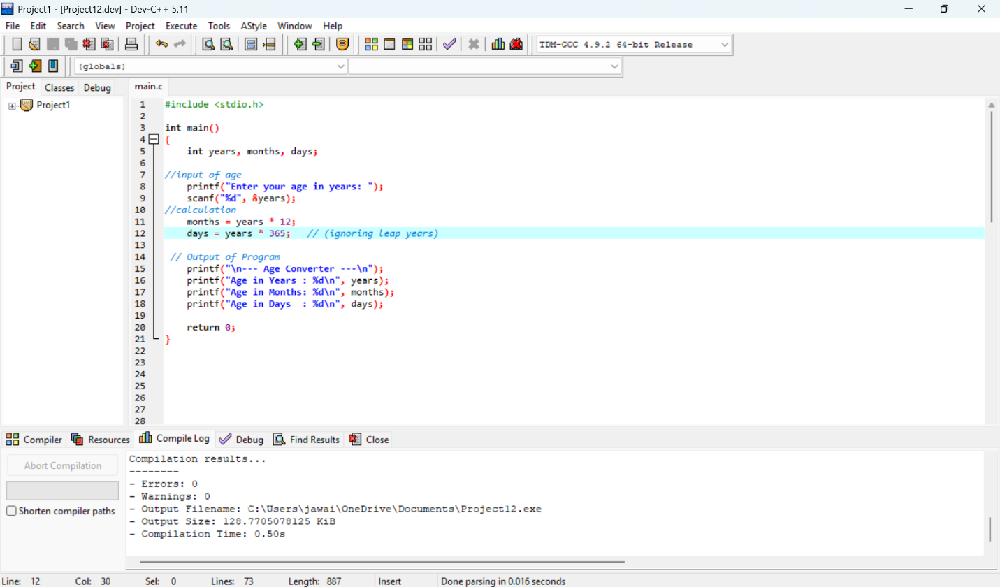 Project1 - [Project12.dev] - Dev-C++ 5.11
File Edit Search View Project Execute Tools AStyle Window Help
TDM-GCC 4.9.2 64-bit Release
(globals)
Project Classes Debug
main.c
Project1
1 #include <stdio.h>
2
3 int main()
4 {
5     int years, months, days;
6
7 //input of age
8     printf("Enter your age in years: ");
9     scanf("%d", &years);
10 //calculation
11     months = years * 12;
12     days = years * 365;   // (ignoring leap years)
13
14  // Output of Program
15     printf("\n--- Age Converter ---\n");
16     printf("Age in Years : %d\n", years);
17     printf("Age in Months: %d\n", months);
18     printf("Age in Days  : %d\n", days);
19
20     return 0;
21 }
22
23
24
25
26
27
28
Compiler Resources Compile Log Debug Find Results Close
Abort Compilation
Shorten compiler paths
Compilation results...
--------
- Errors: 0
- Warnings: 0
- Output Filename: C:\Users\jawai\OneDrive\Documents\Project12.exe
- Output Size: 128.7705078125 KiB
- Compilation Time: 0.50s
Line: 12 Col: 30 Sel: 0 Lines: 73 Length: 887 Insert Done parsing in 0.016 seconds